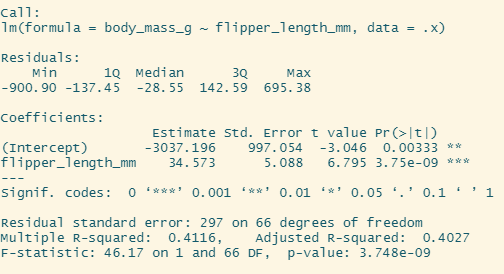 Call:
lm(formula = body_mass_g ~ flipper_length_mm, data = .x)
Residuals:
    Min      1Q  Median      3Q     Max
-900.90 -137.45  -28.55  142.59  695.38
Coefficients:
                   Estimate Std. Error t value Pr(>|t|)
(Intercept)       -3037.196    997.054  -3.046  0.00333 **
flipper_length_mm    34.573      5.088   6.795 3.75e-09 ***
---
Signif. codes:  0 ‘***’ 0.001 ‘**’ 0.01 ‘*’ 0.05 ‘.’ 0.1 ‘ ’ 1
Residual standard error: 297 on 66 degrees of freedom
Multiple R-squared:  0.4116,    Adjusted R-squared:  0.4027
F-statistic: 46.17 on 1 and 66 DF,  p-value: 3.748e-09